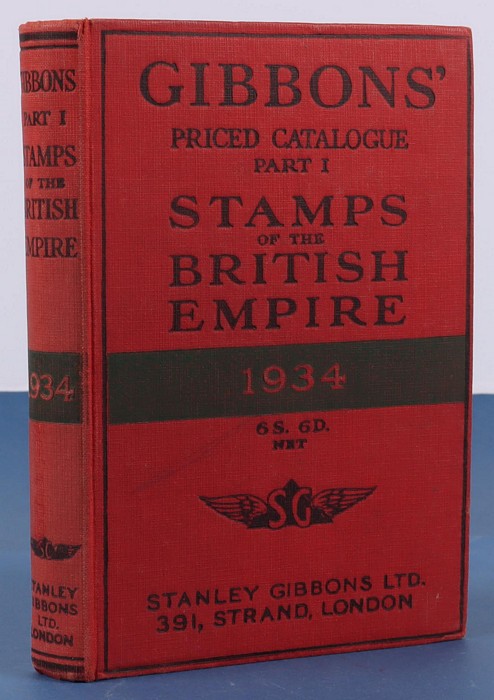 GIBBONS'
PRICED CATALOGUE
PART I
STAMPS
OF THE
BRITISH
EMPIRE
1934
6S. 6D.
NET
SG
STANLEY GIBBONS LTD.
391, STRAND, LONDON
GIBBONS
PART I
STAMPS
OF THE
BRITISH
EMPIRE
1934
SG
STANLEY
GIBBONS
LTD.
LONDON